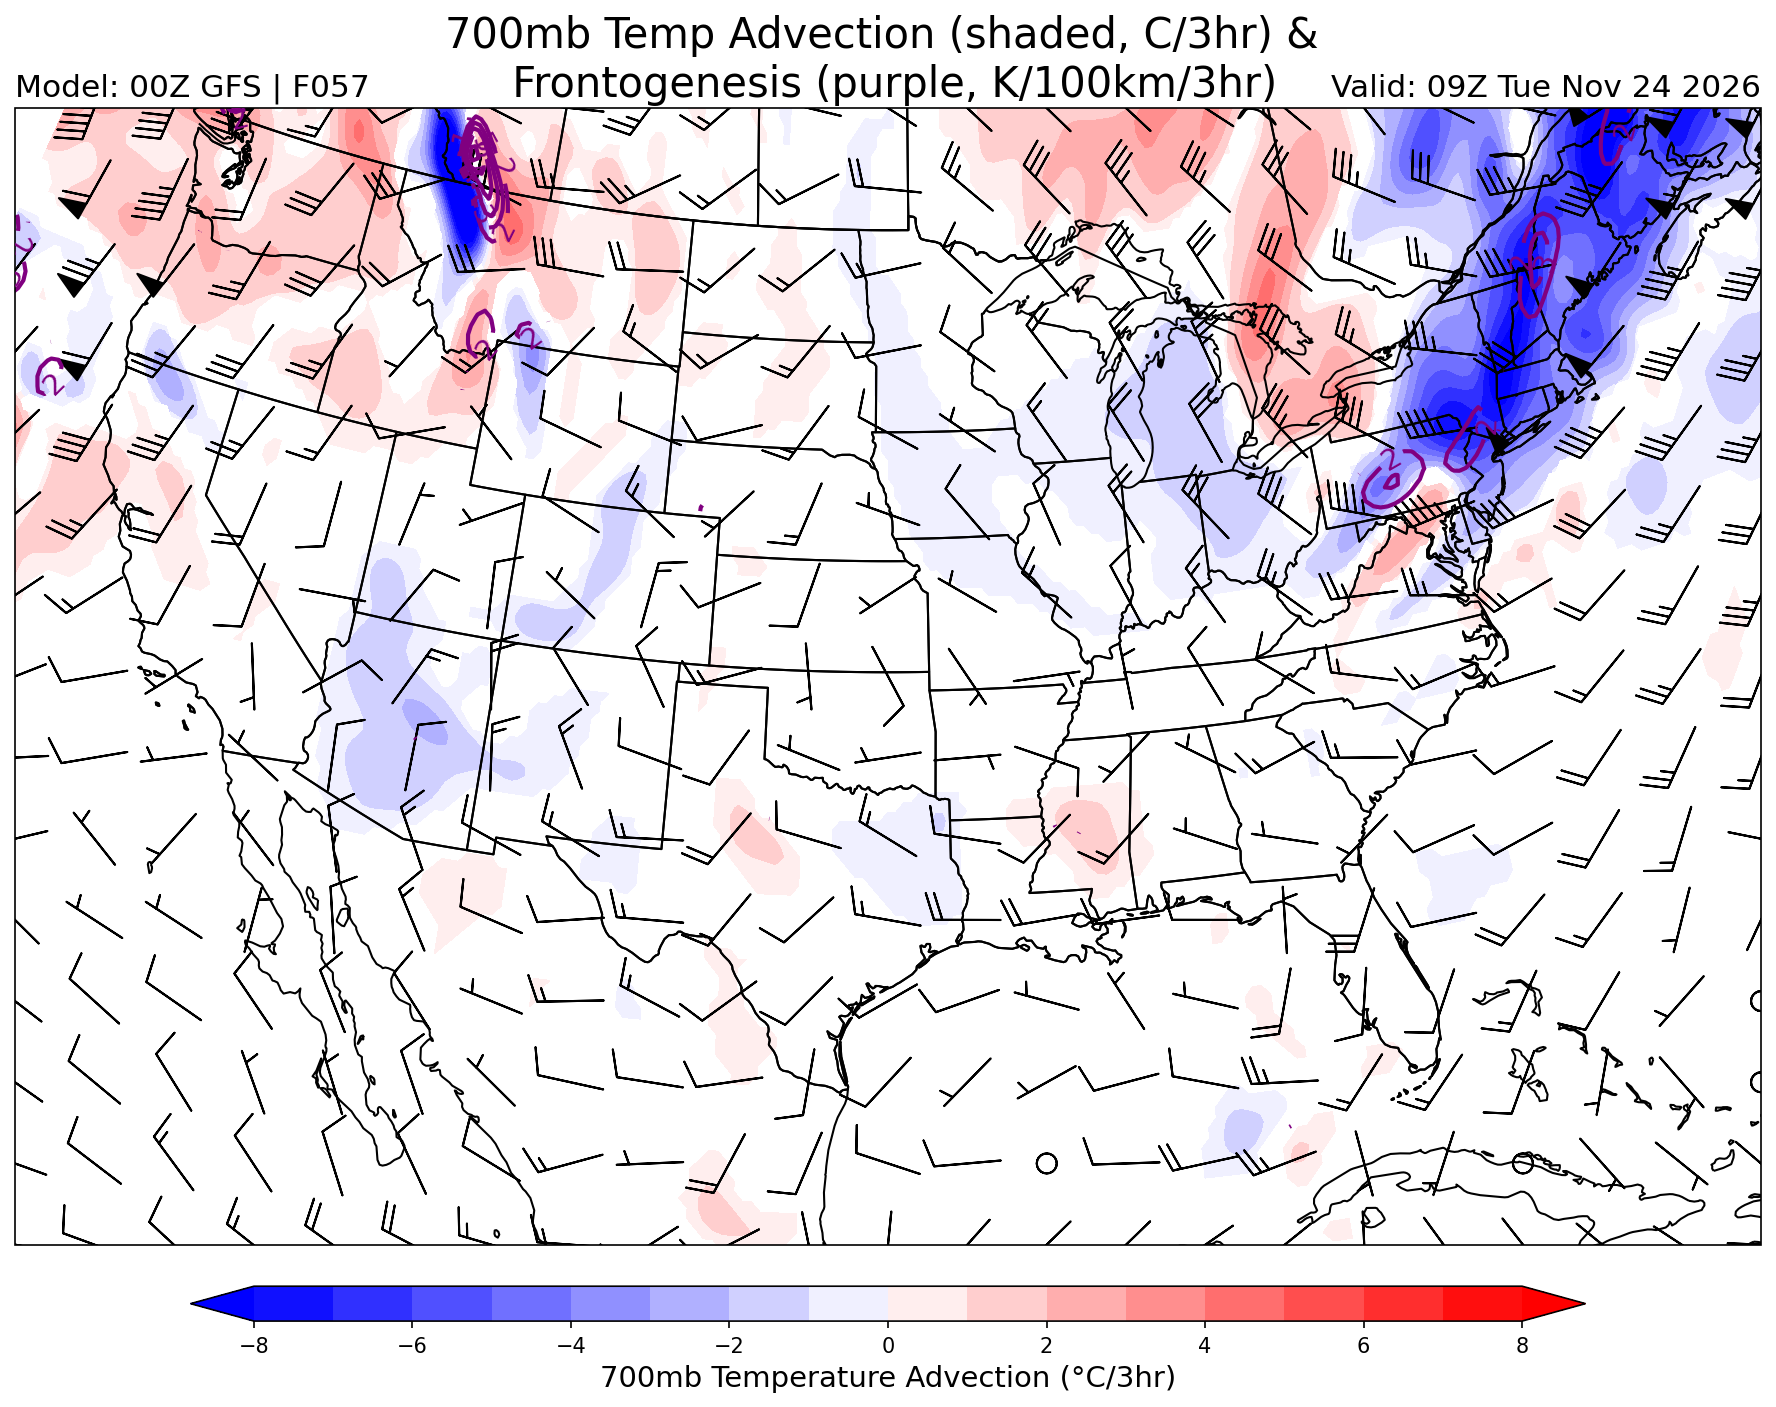 700mb Temp Advection (shaded, C/3hr) &
Model: 00Z GFS | F057 Frontogenesis (purple, K/100km/3hr) Valid: 09Z Tue Nov 24 2026
−8 −6 −4 −2 0 2 4 6 8
700mb Temperature Advection (°C/3hr)